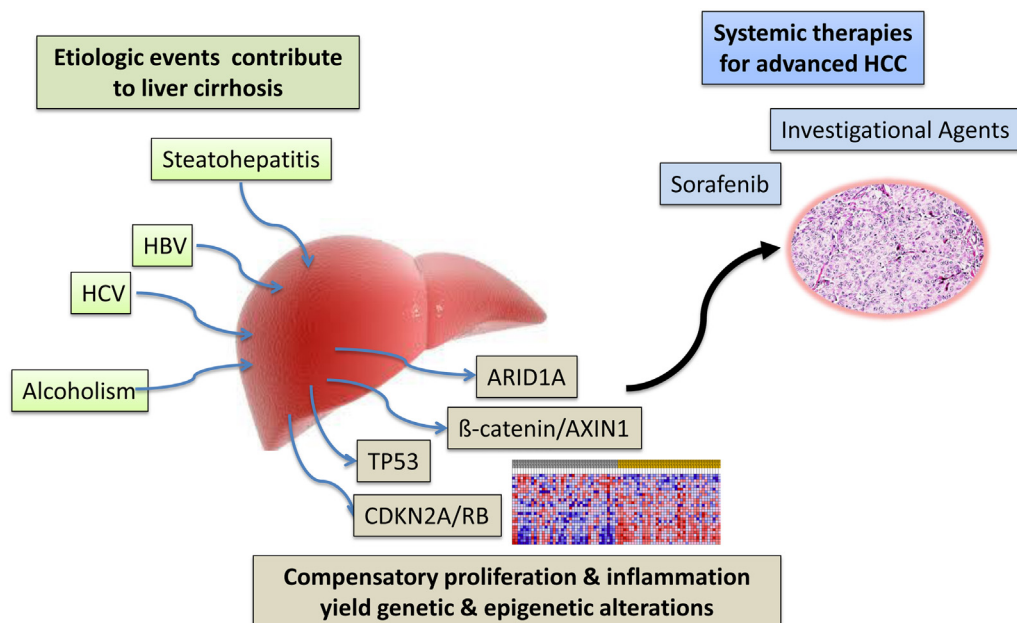 Etiologic events contribute
to liver cirrhosis
Systemic therapies
for advanced HCC
Investigational Agents
Sorafenib
Steatohepatitis
HBV
HCV
Alcoholism
ARID1A
ß-catenin/AXIN1
TP53
CDKN2A/RB
Compensatory proliferation & inflammation
yield genetic & epigenetic alterations